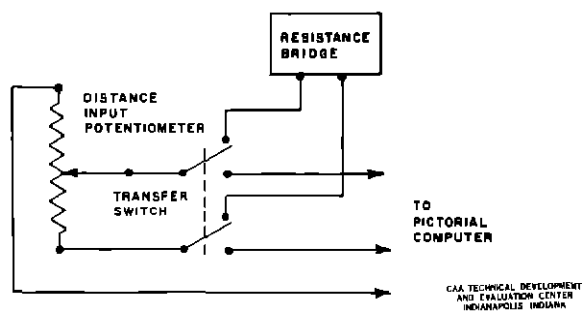 RESISTANCE
BRIDGE
DISTANCE
INPUT
POTENTIOMETER
TRANSFER
SWITCH
TO
PICTORIAL
COMPUTER
CAA TECHNICAL DEVELOPMENT
AND EVALUATION CENTER
INDIANAPOLIS INDIANA